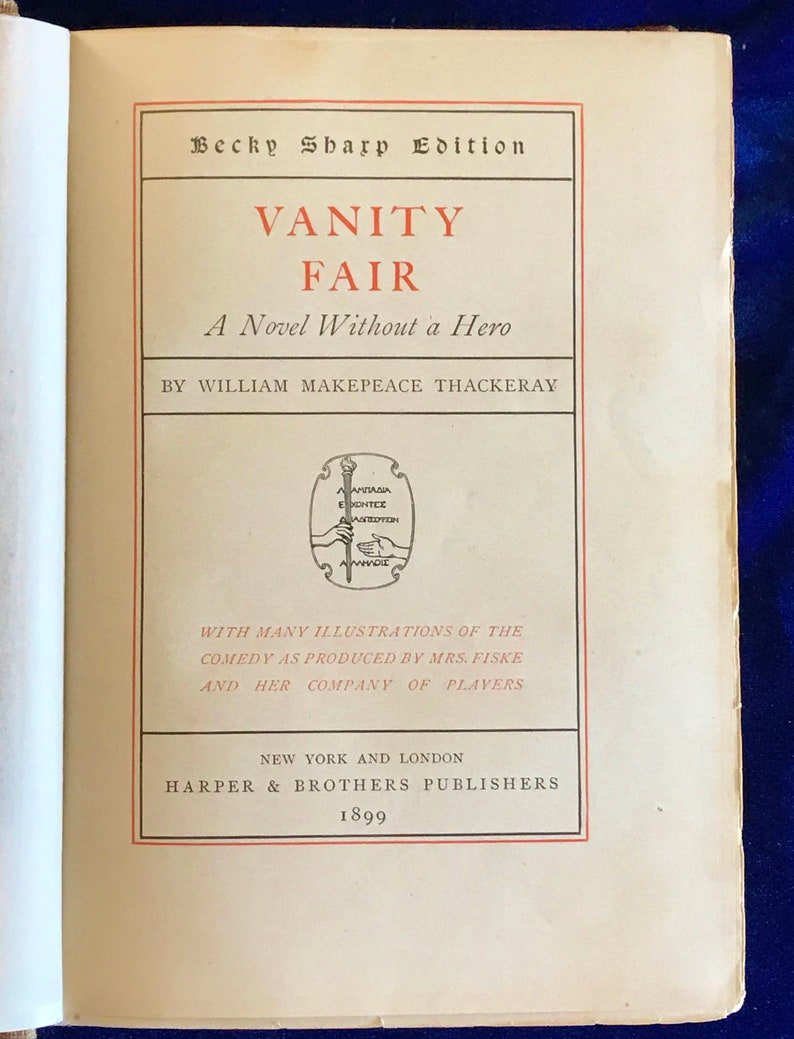 Becky Sharp Edition
VANITY
FAIR
A Novel Without a Hero
BY WILLIAM MAKEPEACE THACKERAY
ΛΑΜΠΑΔΙΑ
ΕΧΟΝΤΕΣ
ΑΛΛΗΛΟΙΣ
WITH MANY ILLUSTRATIONS OF THE
COMEDY AS PRODUCED BY MRS. FISKE
AND HER COMPANY OF PLAYERS
NEW YORK AND LONDON
HARPER & BROTHERS PUBLISHERS
1899